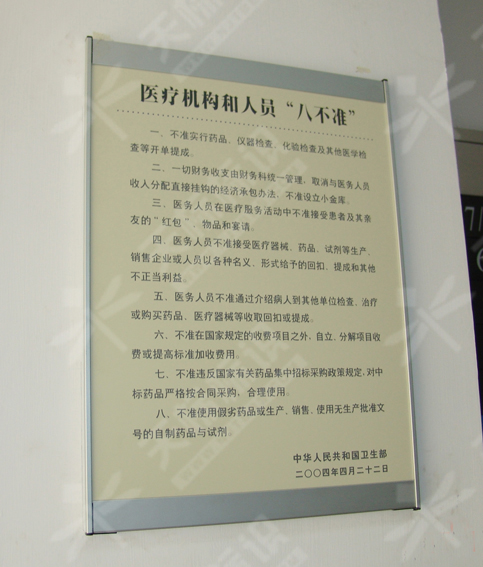 医疗机构和人员“八不准”
一、不准实行药品、仪器检查、化验检查及其他医学检
查等开单提成。
二、一切财务收支由财务科统一管理，取消与医务人员
收入分配直接挂钩的经济承包办法，不准设立小金库。
三、医务人员在医疗服务活动中不准接受患者及其亲
友的“红包”、物品和宴请。
四、医务人员不准接受医疗器械、药品、试剂等生产、
销售企业或人员以各种名义、形式给予的回扣、提成和其他
不正当利益。
五、医务人员不准通过介绍病人到其他单位检查、治疗
或购买药品、医疗器械等收取回扣或提成。
六、不准在国家规定的收费项目之外，自立、分解项目收
费或提高标准加收费用。
七、不准违反国家有关药品集中招标采购政策规定，对中
标药品严格按合同采购、合理使用。
八、不准使用假劣药品或生产、销售、使用无生产批准文
号的自制药品与试剂。
中华人民共和国卫生部
二〇〇四年四月二十二日